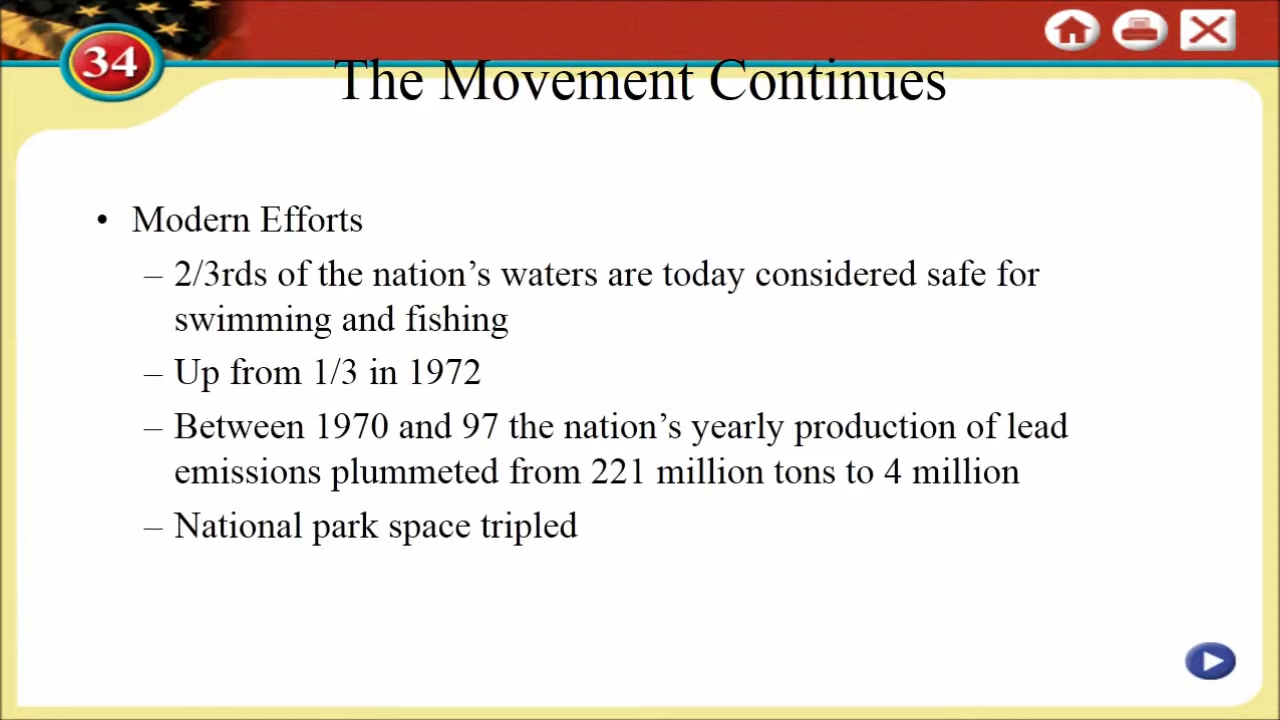 34
The Movement Continues
• Modern Efforts
– 2/3rds of the nation’s waters are today considered safe for
swimming and fishing
– Up from 1/3 in 1972
– Between 1970 and 97 the nation’s yearly production of lead
emissions plummeted from 221 million tons to 4 million
– National park space tripled